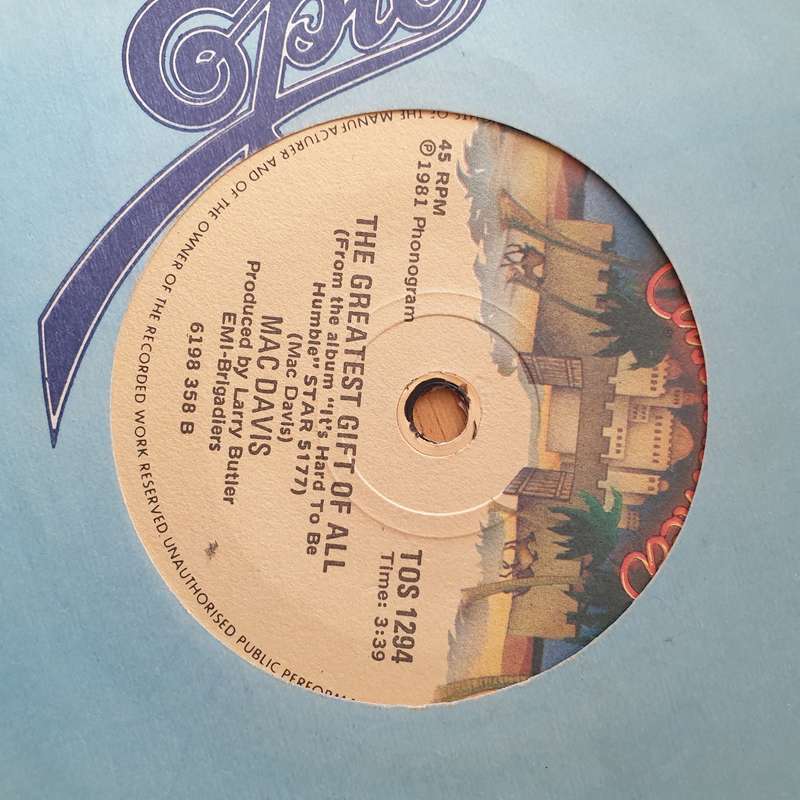 Epic
45 RPM
Ⓟ 1981 Phonogram
TOS 1294
Time: 3:39
THE GREATEST GIFT OF ALL
(From the album "It's Hard To Be
Humble" STAR 5177)
(Mac Davis)
MAC DAVIS
Produced by Larry Butler
EMI-Brigadiers
6198 358 B
OF THE MANUFACTURER AND OF THE OWNER OF THE RECORDED WORK RESERVED. UNAUTHORISED PUBLIC